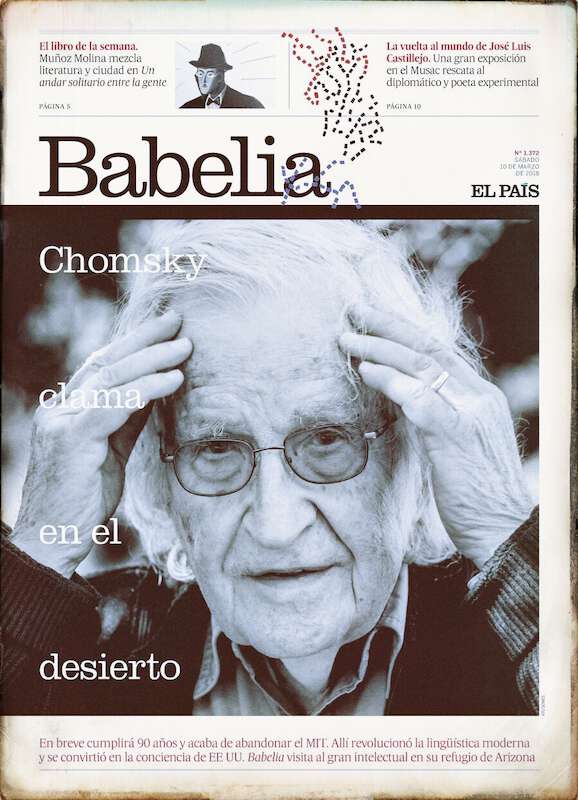 El libro de la semana.
Muñoz Molina mezcla
literatura y ciudad en Un
andar solitario entre la gente
PÁGINA 5
La vuelta al mundo de José Luis
Castillejo. Una gran exposición
en el Musac rescata al
diplomático y poeta experimental
PÁGINA 10
Babelia
Nº 1.372
SÁBADO
10 DE MARZO
DE 2018
EL PAÍS
Chomsky
clama
en el
desierto
En breve cumplirá 90 años y acaba de abandonar el MIT. Allí revolucionó la lingüística moderna
y se convirtió en la conciencia de EE UU. Babelia visita al gran intelectual en su refugio de Arizona